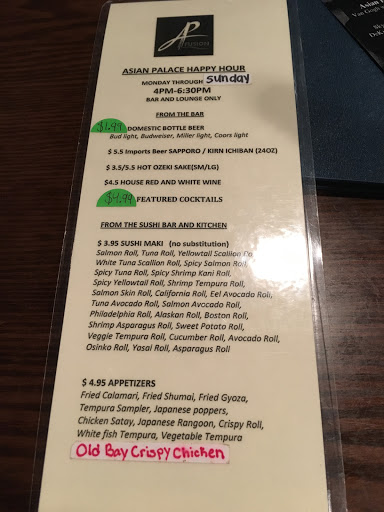 AP
ASIAN PALACE HAPPY HOUR
MONDAY THROUGH Sunday
4PM-6:30PM
BAR AND LOUNGE ONLY
FROM THE BAR
$1.99 DOMESTIC BOTTLE BEER
Bud light, Budweiser, Miller light, Coors light
$ 5.5 Imports Beer SAPPORO / KIRN ICHIBAN (24OZ)
$ 3.5/5.5 HOT OZEKI SAKE(SM/LG)
$4.5 HOUSE RED AND WHITE WINE
$4.99 FEATURED COCKTAILS
FROM THE SUSHI BAR AND KITCHEN
$ 3.95 SUSHI MAKI (no substitution)
Salmon Roll, Tuna Roll, Yellowtail Scallion
White Tuna Scallion Roll, Spicy Salmon Roll,
Spicy Tuna Roll, Spicy Shrimp Kani Roll,
Spicy Yellowtail Roll, Shrimp Tempura Roll,
Salmon Skin Roll, California Roll, Eel Avocado Roll,
Tuna Avocado Roll, Salmon Avocado Roll,
Philadelphia Roll, Alaskan Roll, Boston Roll,
Shrimp Asparagus Roll, Sweet Potato Roll,
Veggie Tempura Roll, Cucumber Roll, Avocado Roll,
Osinko Roll, Yasai Roll, Asparagus Roll
$ 4.95 APPETIZERS
Fried Calamari, Fried Shumai, Fried Gyoza,
Tempura Sampler, Japanese poppers,
Chicken Satay, Japanese Rangoon, Crispy Roll,
White fish Tempura, Vegetable Tempura
Old Bay Crispy Chicken
Asian
Van Gogh